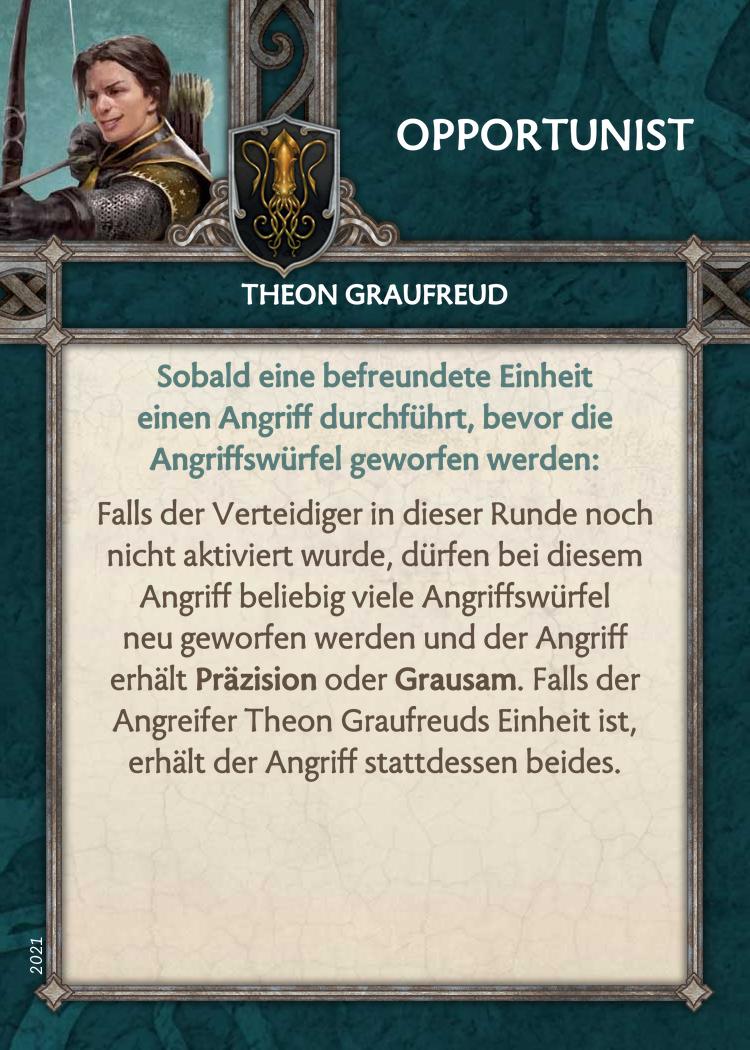 OPPORTUNIST
THEON GRAUFREUD
Sobald eine befreundete Einheit
einen Angriff durchführt, bevor die
Angriffswürfel geworfen werden:
Falls der Verteidiger in dieser Runde noch
nicht aktiviert wurde, dürfen bei diesem
Angriff beliebig viele Angriffswürfel
neu geworfen werden und der Angriff
erhält Präzision oder Grausam. Falls der
Angreifer Theon Graufreuds Einheit ist,
erhält der Angriff stattdessen beides.
2021